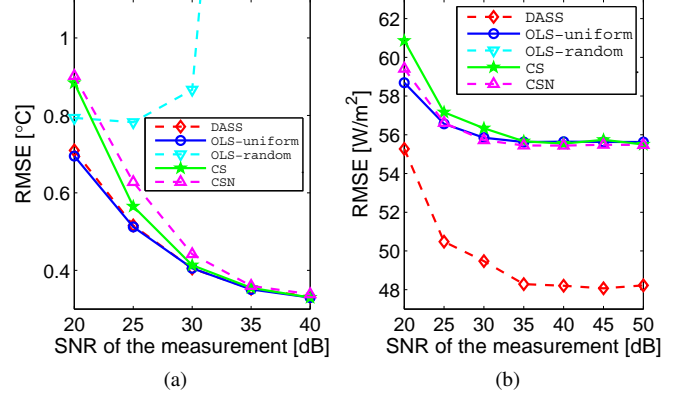 1
0.8
0.6
0.4
20 25 30 35 40
RMSE [°C]
SNR of the measurement [dB]
DASS
OLS-uniform
OLS-random
CS
CSN
(a)
62
60
58
56
54
52
50
48
20 25 30 35 40 45 50
RMSE [W/m²]
SNR of the measurement [dB]
DASS
OLS-uniform
OLS-random
CS
CSN
(b)